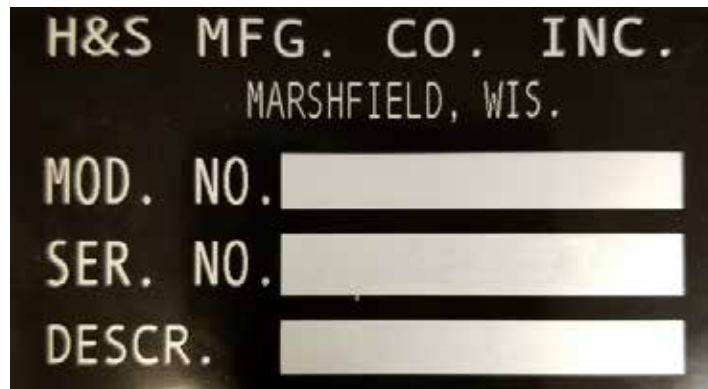 H&S MFG. CO. INC.
MARSHFIELD, WIS.
MOD. NO.
SER. NO.
DESCR.